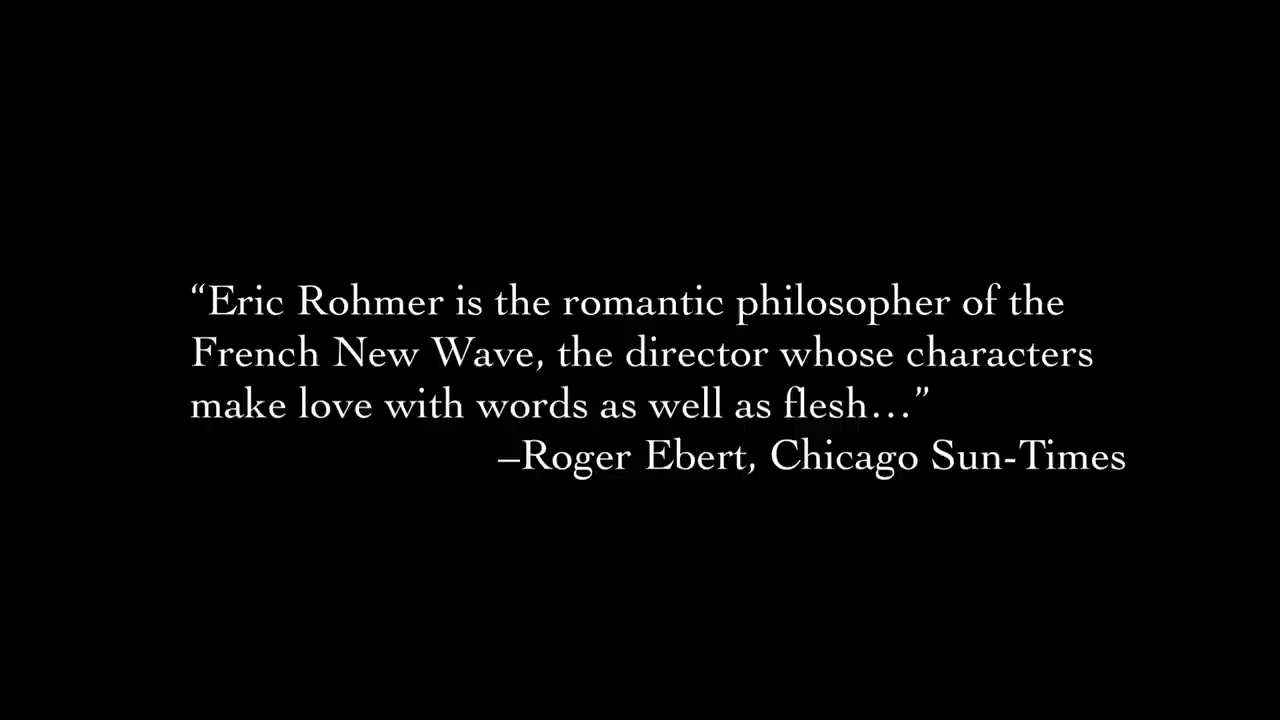 “Eric Rohmer is the romantic philosopher of the
French New Wave, the director whose characters
make love with words as well as flesh…”
–Roger Ebert, Chicago Sun-Times